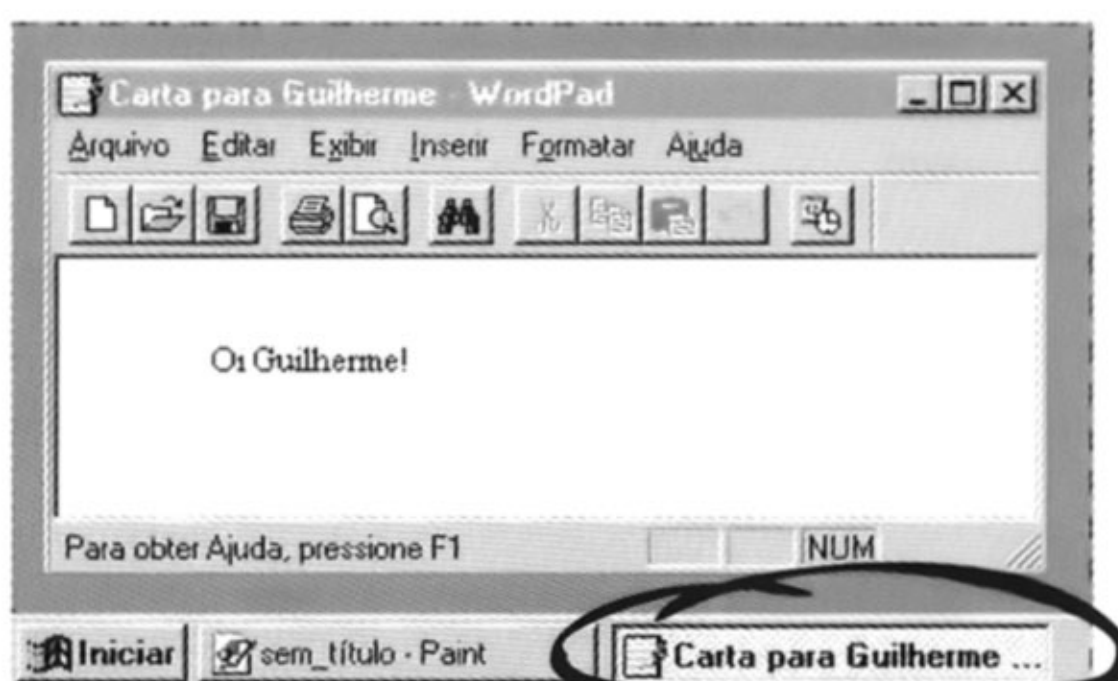 Carta para Guilherme - WordPad
Arquivo Editar Exibir Inserir Formatar Ajuda
Oi Guilherme!
Para obter Ajuda, pressione F1 NUM
Iniciar sem_título - Paint Carta para Guilherme ...